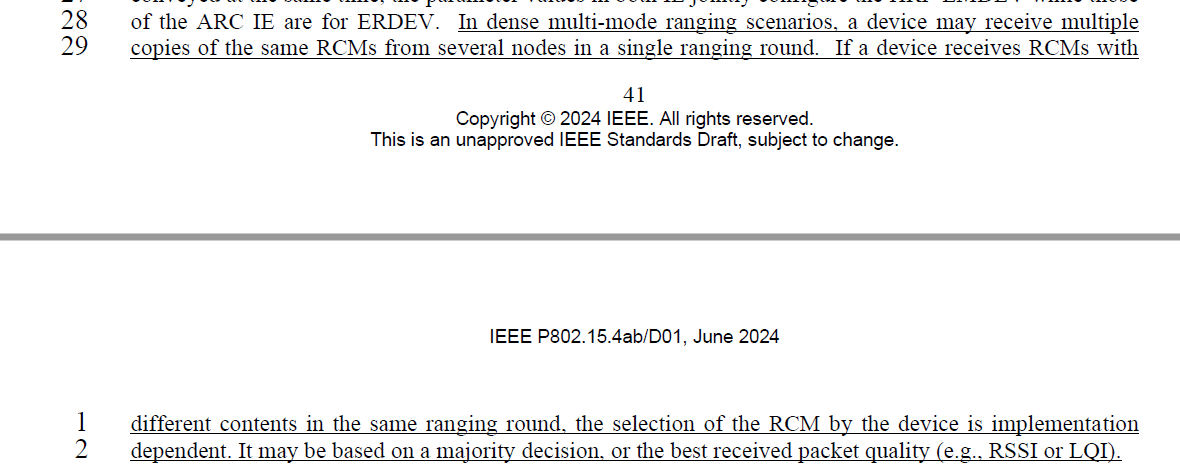 28 of the ARC IE are for ERDEV. In dense multi-mode ranging scenarios, a device may receive multiple
29 copies of the same RCMs from several nodes in a single ranging round. If a device receives RCMs with
41
Copyright © 2024 IEEE. All rights reserved.
This is an unapproved IEEE Standards Draft, subject to change.
IEEE P802.15.4ab/D01, June 2024
1 different contents in the same ranging round, the selection of the RCM by the device is implementation
2 dependent. It may be based on a majority decision, or the best received packet quality (e.g., RSSI or LQI).